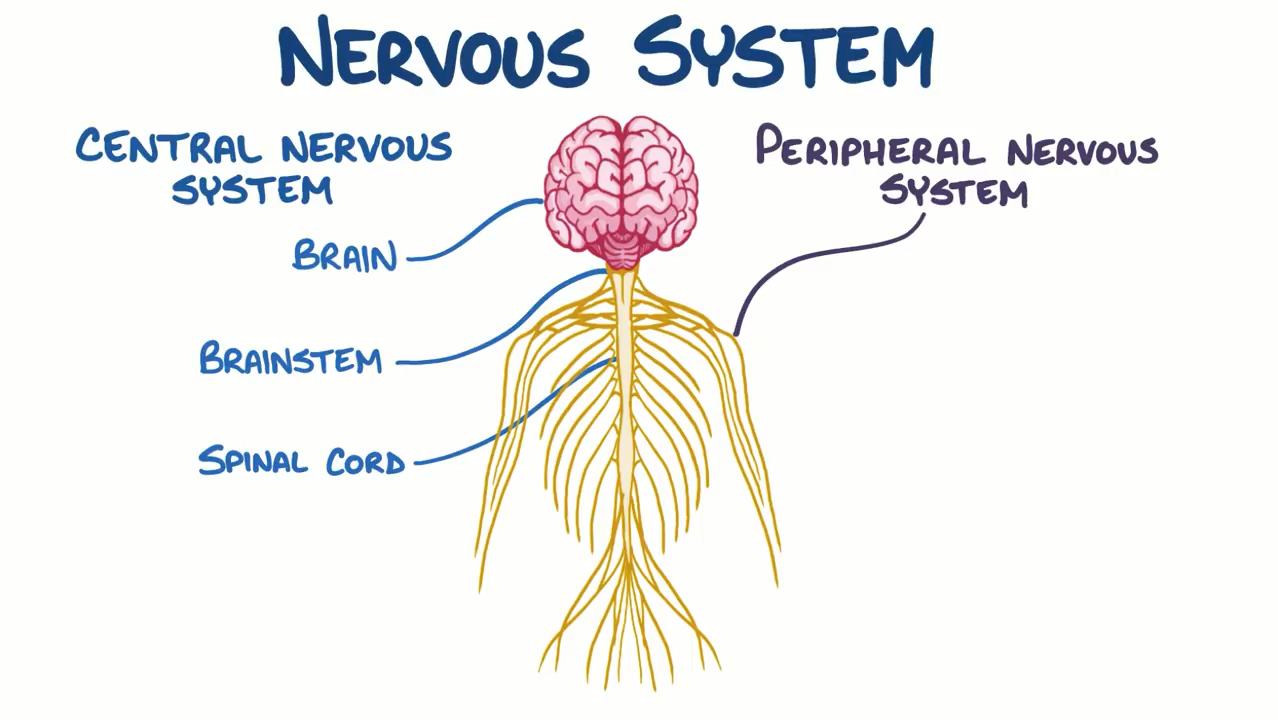 NERVOUS SYSTEM
CENTRAL NERVOUS
SYSTEM
BRAIN
BRAINSTEM
SPINAL CORD
PERIPHERAL NERVOUS
SYSTEM